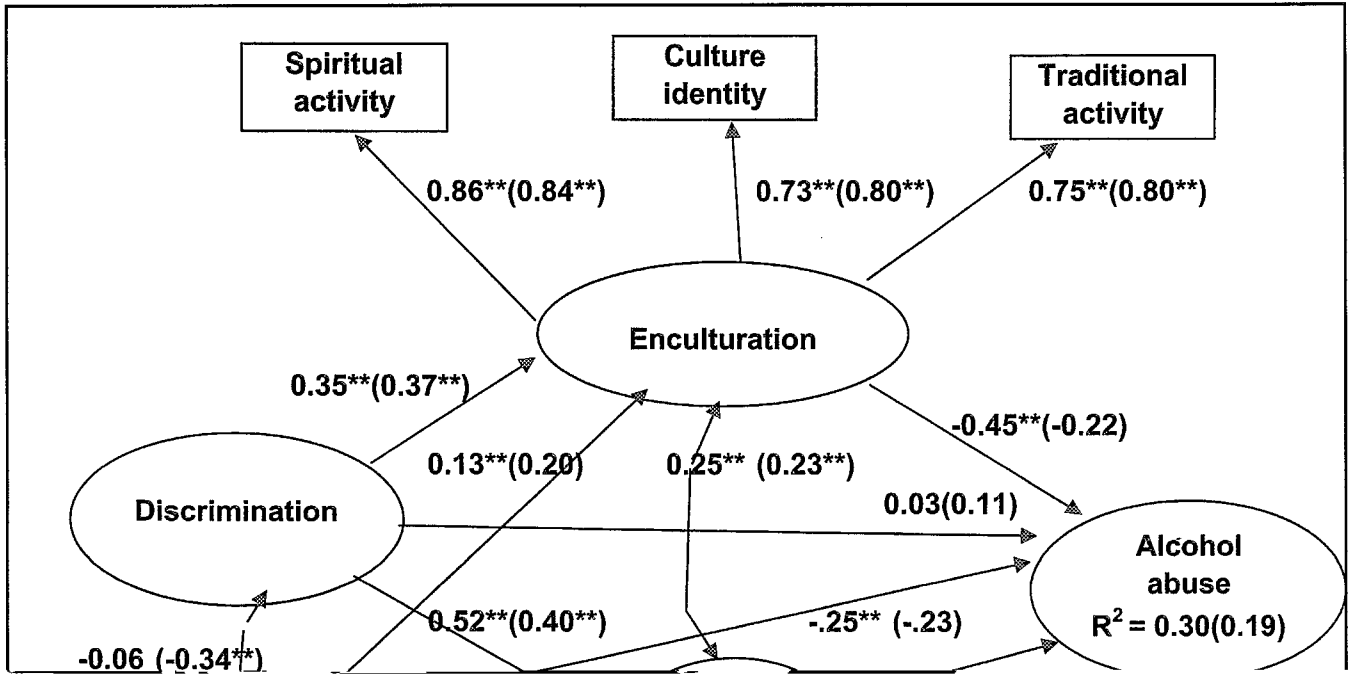 Spiritual
activity
Culture
identity
Traditional
activity
0.86**(0.84**)
0.73**(0.80**)
0.75**(0.80**)
Enculturation
0.35**(0.37**)
-0.45**(-0.22)
0.13**(0.20)
0.25** (0.23**)
Discrimination
0.03(0.11)
Alcohol
abuse
R² = 0.30(0.19)
0.52**(0.40**)
-.25** (-.23)
-0.06 (-0.34**)